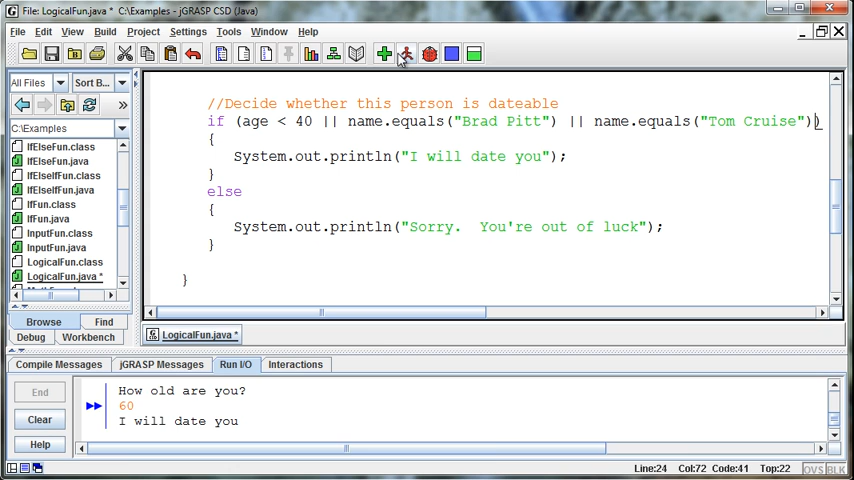 File: LogicalFun.java * C:\Examples - jGRASP CSD (Java)
File Edit View Build Project Settings Tools Window Help
All Files Sort B...
C:\Examples
IfElseFun.class
IfElseFun.java
IfElseIfFun.class
IfElseIfFun.java
IfFun.class
IfFun.java
InputFun.class
InputFun.java
LogicalFun.class
LogicalFun.java *
Browse Find
Debug Workbench
//Decide whether this person is dateable
if (age < 40 || name.equals("Brad Pitt") || name.equals("Tom Cruise"))
{
System.out.println("I will date you");
}
else
{
System.out.println("Sorry.  You're out of luck");
}
}
LogicalFun.java *
Compile Messages jGRASP Messages Run I/O Interactions
End
Clear
Help
How old are you?
60
I will date you
Line:24 Col:72 Code:41 Top:22 OVS BLK